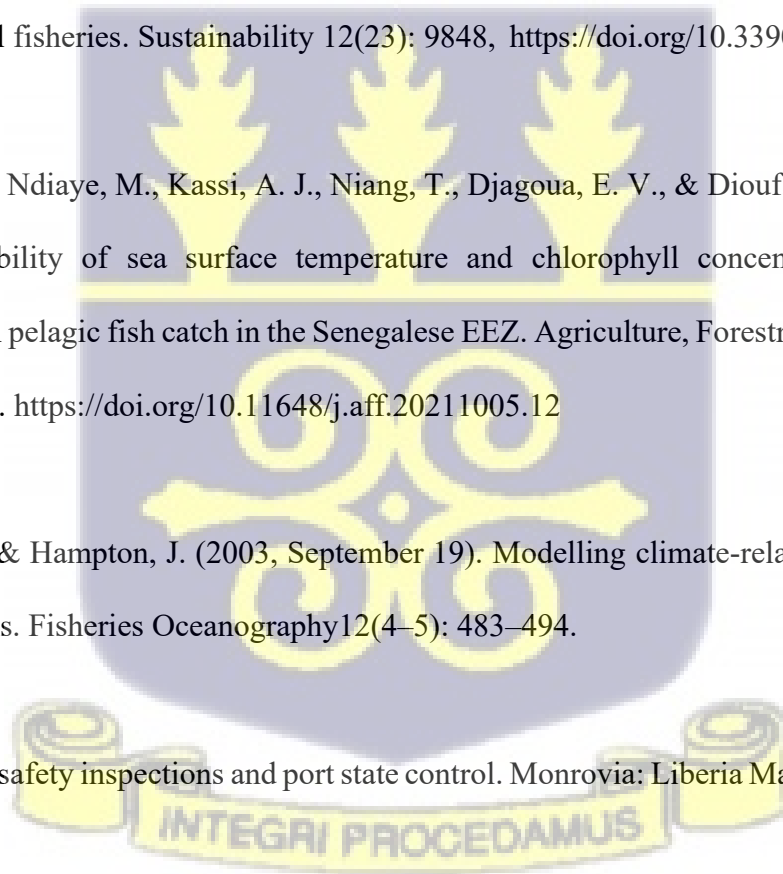 l fisheries. Sustainability 12(23): 9848, https://doi.org/10.339
Ndiaye, M., Kassi, A. J., Niang, T., Djagoua, E. V., & Diouf
bility of sea surface temperature and chlorophyll concen
pelagic fish catch in the Senegalese EEZ. Agriculture, Forestr
. https://doi.org/10.11648/j.aff.20211005.12
& Hampton, J. (2003, September 19). Modelling climate-rela
s. Fisheries Oceanography12(4–5): 483–494.
safety inspections and port state control. Monrovia: Liberia Ma
INTEGRI PROCEDAMUS